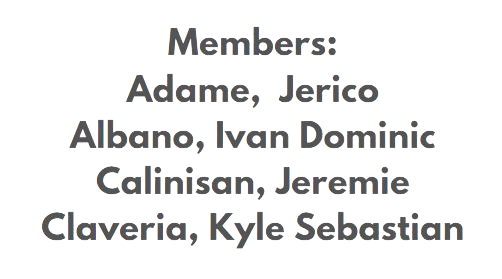 Members:
Adame, Jerico
Albano, Ivan Dominic
Calinisan, Jeremie
Claveria, Kyle Sebastian